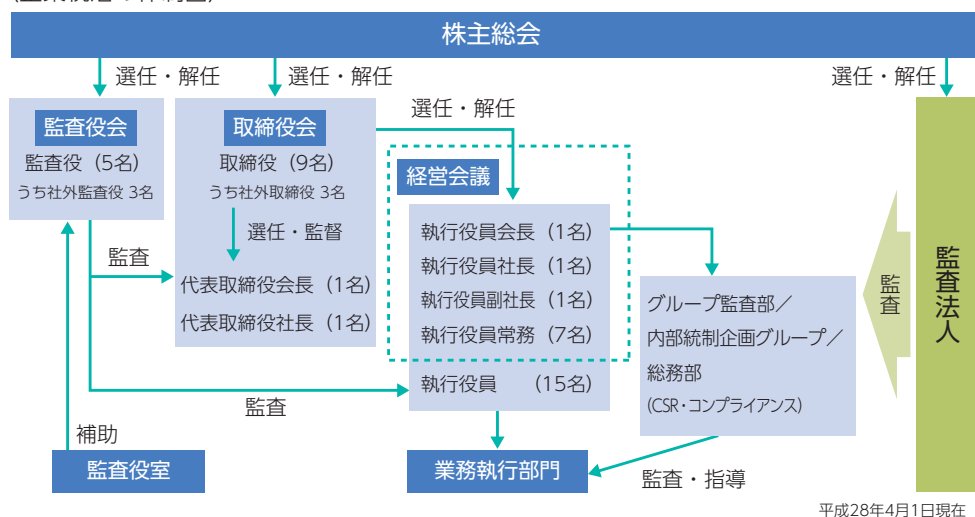 株主総会
選任・解任
選任・解任
選任・解任
監査役会
監査役（5名）
うち社外監査役 3名
取締役会
取締役（9名）
うち社外取締役 3名
選任・監督
代表取締役会長（1名）
代表取締役社長（1名）
選任・解任
経営会議
執行役員会長（1名）
執行役員社長（1名）
執行役員副社長（1名）
執行役員常務（7名）
執行役員　　（15名）
監査
監査
グループ監査部／
内部統制企画グループ／
総務部
(CSR・コンプライアンス)
監査
監査法人
補助
監査役室
業務執行部門
監査・指導
平成28年4月1日現在